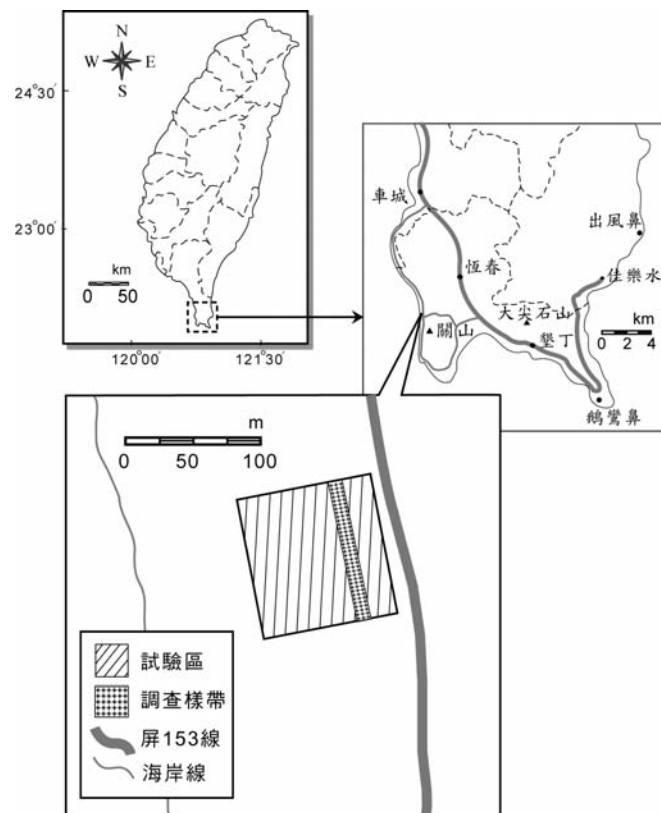 N
W E
S
24°30'
23°00'
km
0 50
120°00' 121°30'
車城
出風鼻
恆春
佳樂水
大尖石山
關山
墾丁
km
0 2 4
鵝鑾鼻
m
0 50 100
試驗區
調查樣帶
屏153線
海岸線